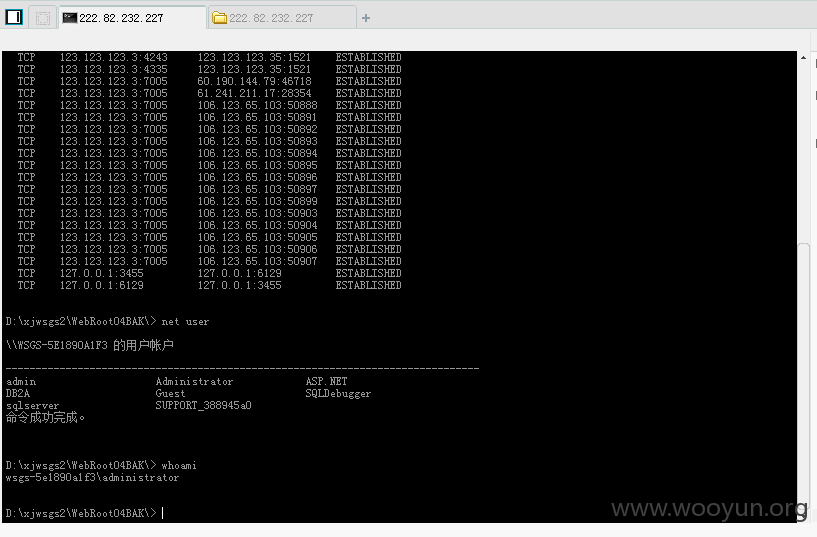 222.82.232.227 222.82.232.227 +
TCP 123.123.123.3:4243 123.123.123.35:1521 ESTABLISHED
TCP 123.123.123.3:4335 123.123.123.35:1521 ESTABLISHED
TCP 123.123.123.3:7005 60.190.144.79:46718 ESTABLISHED
TCP 123.123.123.3:7005 61.241.211.17:28354 ESTABLISHED
TCP 123.123.123.3:7005 106.123.65.103:50888 ESTABLISHED
TCP 123.123.123.3:7005 106.123.65.103:50891 ESTABLISHED
TCP 123.123.123.3:7005 106.123.65.103:50892 ESTABLISHED
TCP 123.123.123.3:7005 106.123.65.103:50893 ESTABLISHED
TCP 123.123.123.3:7005 106.123.65.103:50894 ESTABLISHED
TCP 123.123.123.3:7005 106.123.65.103:50895 ESTABLISHED
TCP 123.123.123.3:7005 106.123.65.103:50896 ESTABLISHED
TCP 123.123.123.3:7005 106.123.65.103:50897 ESTABLISHED
TCP 123.123.123.3:7005 106.123.65.103:50899 ESTABLISHED
TCP 123.123.123.3:7005 106.123.65.103:50903 ESTABLISHED
TCP 123.123.123.3:7005 106.123.65.103:50904 ESTABLISHED
TCP 123.123.123.3:7005 106.123.65.103:50905 ESTABLISHED
TCP 123.123.123.3:7005 106.123.65.103:50906 ESTABLISHED
TCP 123.123.123.3:7005 106.123.65.103:50907 ESTABLISHED
TCP 127.0.0.1:3455 127.0.0.1:6129 ESTABLISHED
TCP 127.0.0.1:6129 127.0.0.1:3455 ESTABLISHED
D:\xjwsgs2\WebRoot04BAK\> net user
\\WSGS-5E1890A1F3 的用户帐户
-------------------------------------------------------------------------------
admin Administrator ASP.NET
DB2A Guest SQLDebugger
sqlserver SUPPORT_388945a0
命令成功完成。
D:\xjwsgs2\WebRoot04BAK\> whoami
wsgs-5e1890a1f3\administrator
D:\xjwsgs2\WebRoot04BAK\>
www.wooyun.org